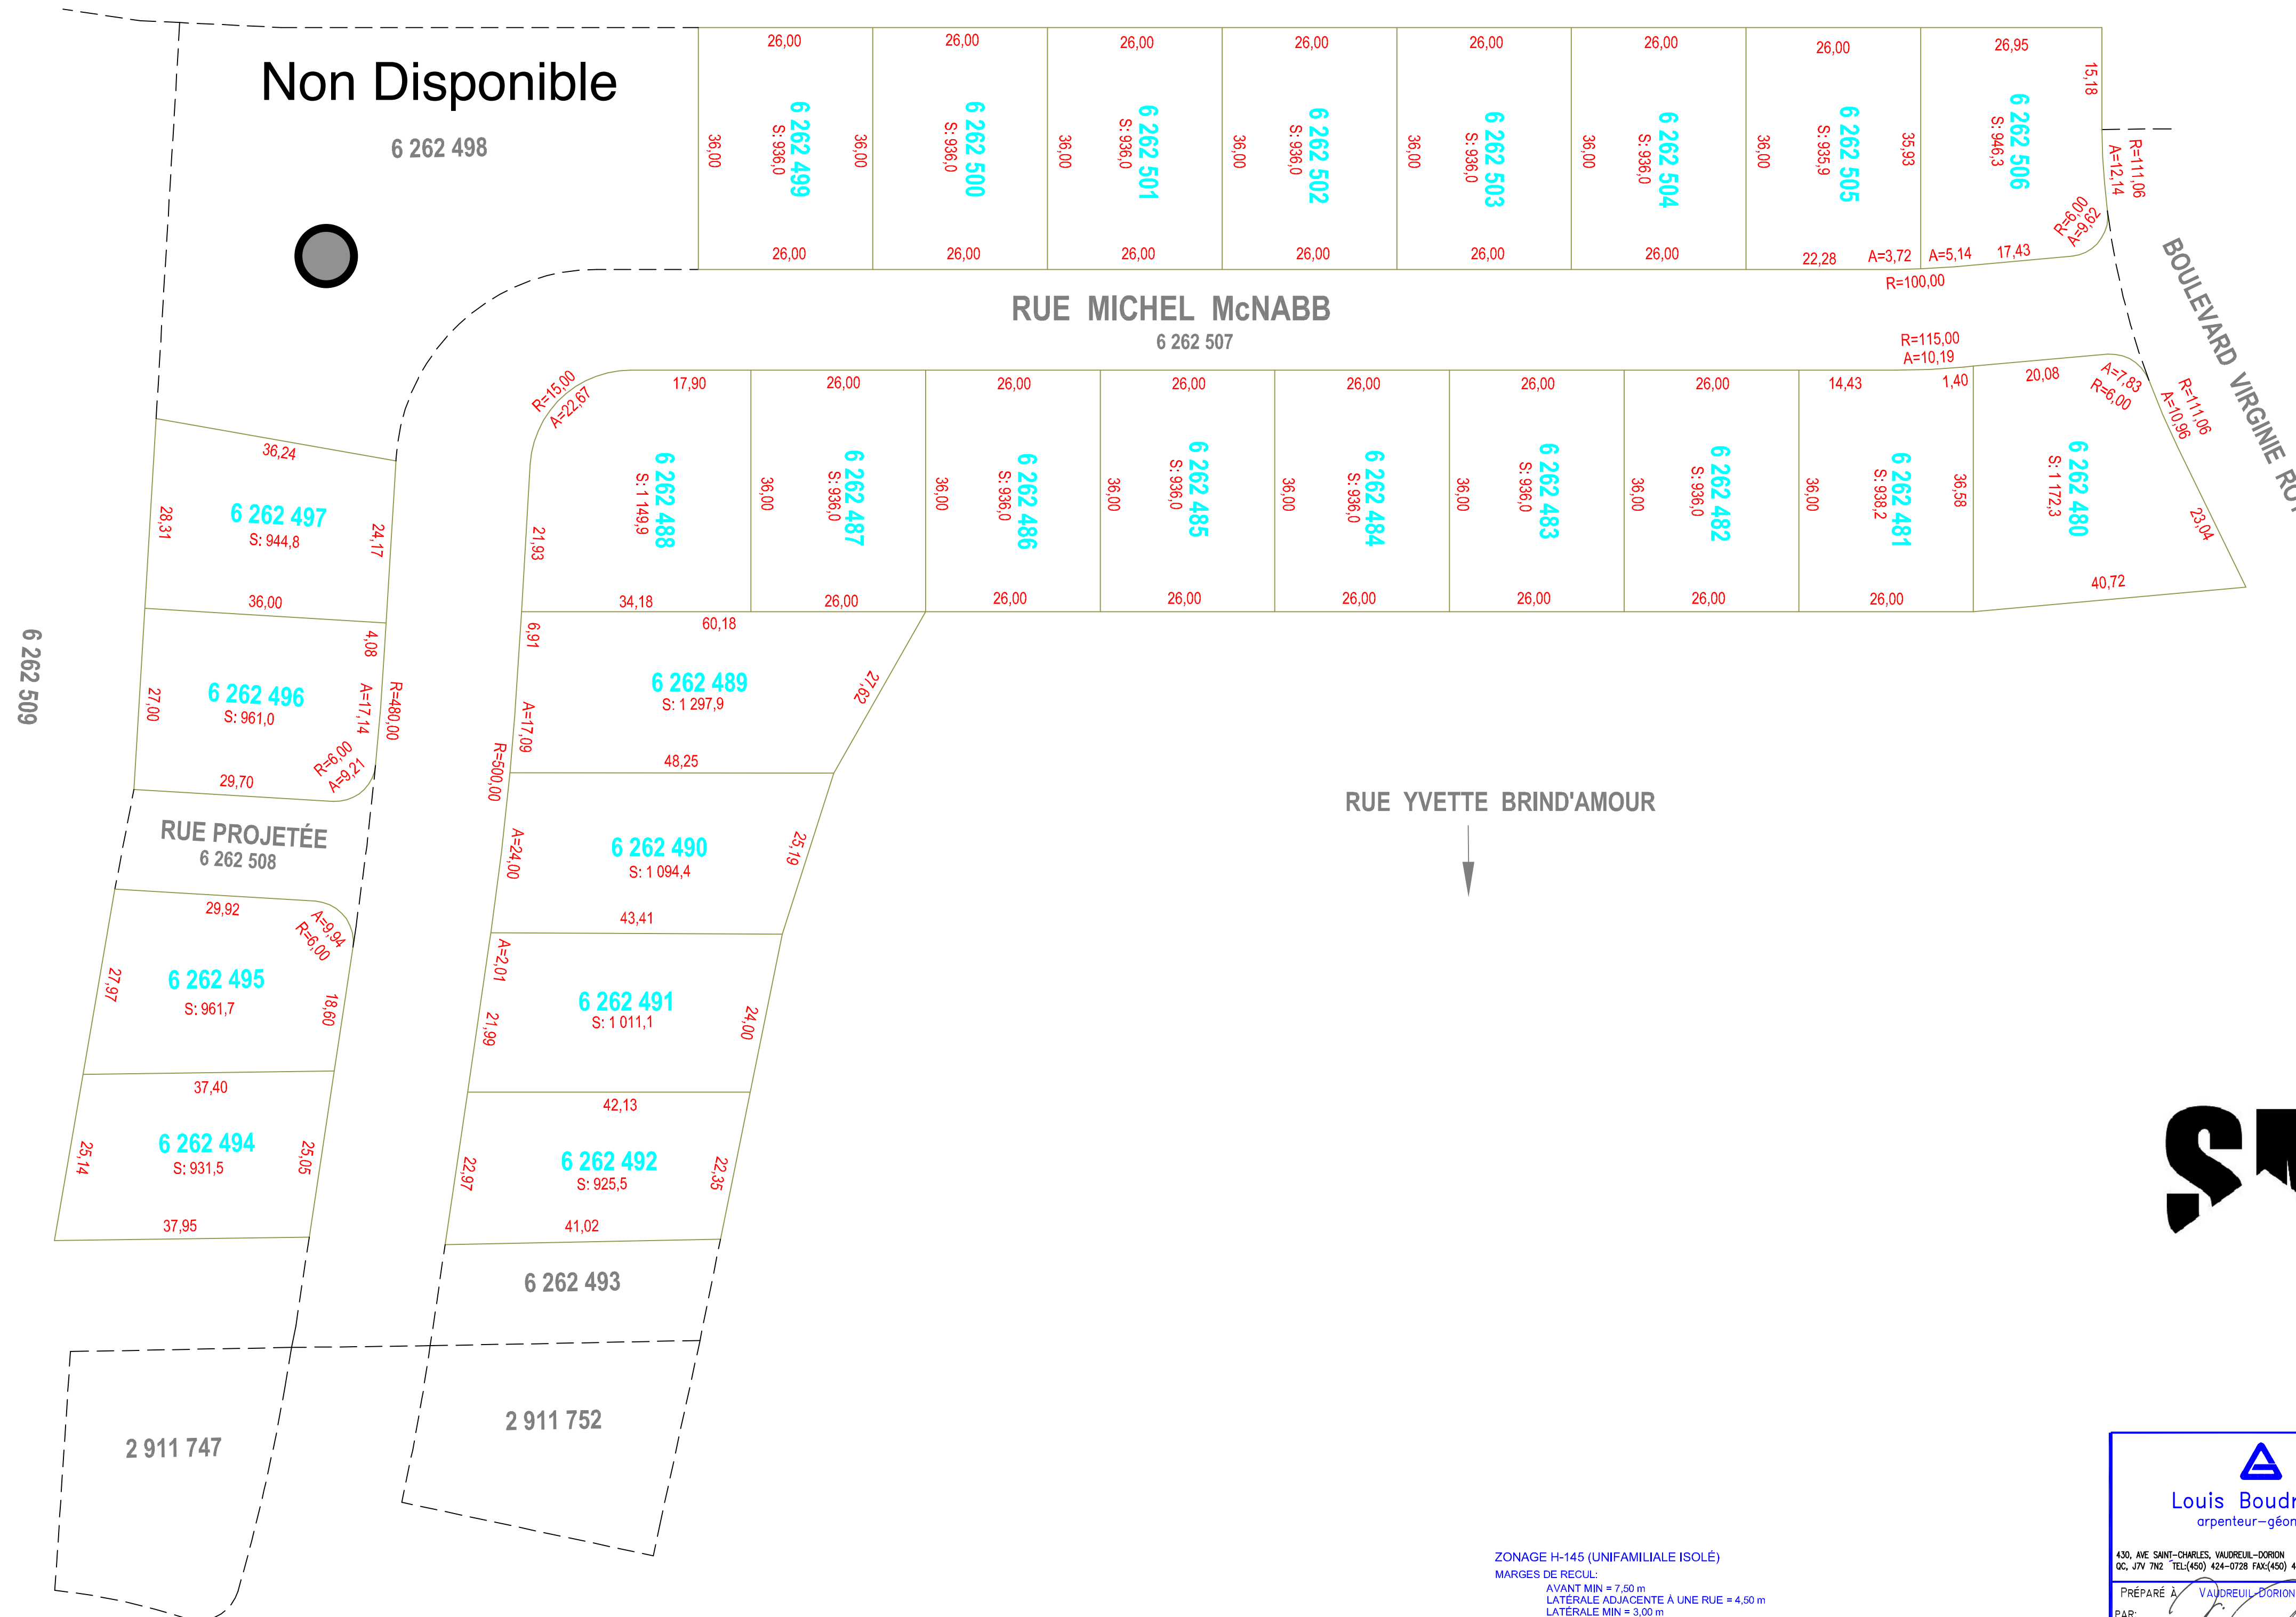 Non Disponible
6 262 498
26,00
26,00
26,00
26,00
26,00
26,00
26,00
26,95
36,00
6 262 499
S: 936,0
36,00
6 262 500
S: 936,0
36,00
6 262 501
S: 936,0
36,00
6 262 502
S: 936,0
36,00
6 262 503
S: 936,0
36,00
6 262 504
S: 936,0
36,00
6 262 505
S: 935,9
35,93
6 262 506
S: 946,3
15,18
R=111,06
A=12,14
R=6,00
A=9,62
26,00
26,00
26,00
26,00
26,00
26,00
22,28
A=3,72
A=5,14
17,43
R=100,00
BOULEVARD VIRGINIE
RUE MICHEL McNABB
6 262 507
R=115,00
A=10,19
R=15,00
A=22,67
17,90
26,00
26,00
26,00
26,00
26,00
26,00
14,43
1,40
20,08
A=7,83
R=6,00
R=111,06
A=10,96
21,93
6 262 488
S: 1 149,9
36,00
6 262 487
S: 936,0
36,00
6 262 486
S: 936,0
36,00
6 262 485
S: 936,0
36,00
6 262 484
S: 936,0
36,00
6 262 483
S: 936,0
36,00
6 262 482
S: 936,0
36,00
6 262 481
S: 938,2
36,58
6 262 480
S: 1 172,3
23,04
34,18
26,00
26,00
26,00
26,00
26,00
26,00
26,00
40,72
36,24
28,31
6 262 497
S: 944,8
24,17
36,00
6 262 509
27,00
6 262 496
S: 961,0
4,08
A=17,14
R=480,00
R=6,00
A=9,21
29,70
6,91
60,18
6 262 489
S: 1 297,9
27,62
A=17,09
R=500,00
48,25
RUE YVETTE BRIND'AMOUR
RUE PROJETÉE
6 262 508
A=24,00
6 262 490
S: 1 094,4
25,19
43,41
29,92
A=9,94
R=6,00
27,97
6 262 495
S: 961,7
18,60
A=2,01
21,99
6 262 491
S: 1 011,1
24,00
37,40
42,13
25,14
6 262 494
S: 931,5
25,05
22,97
6 262 492
S: 925,5
22,35
37,95
41,02
6 262 493
2 911 747
2 911 752
ZONAGE H-145 (UNIFAMILIALE ISOLÉ)
MARGES DE RECUL:
AVANT MIN = 7,50 m
LATÉRALE ADJACENTE À UNE RUE = 4,50 m
LATÉRALE MIN = 3,00 m
Louis
430, AVE SAINT-CHARLES, VAUDREUIL-DORION
QC, J7V 7N2 TEL:(450) 424-0728 FAX:(450)
PRÉPARÉ À VAUDREUIL-DORION
PAR: